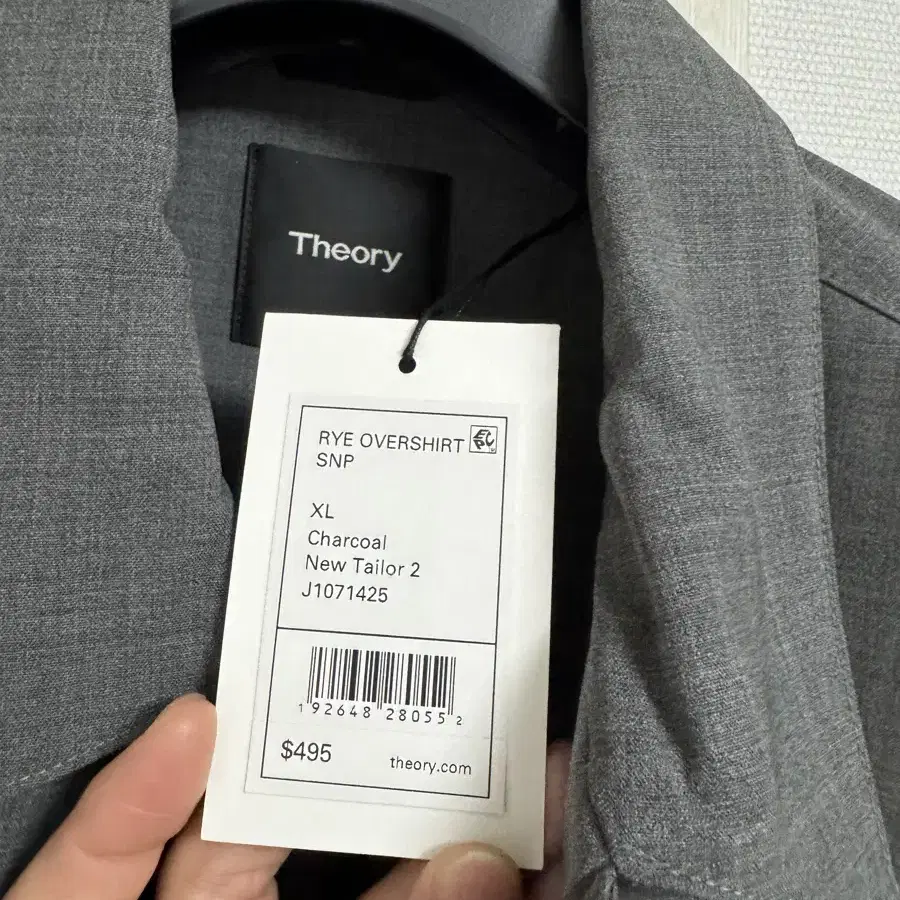 Theory
RYE OVERSHIRT
SNP
XL
Charcoal
New Tailor 2
J1071425
1 92648 28055 2
$495
theory.com